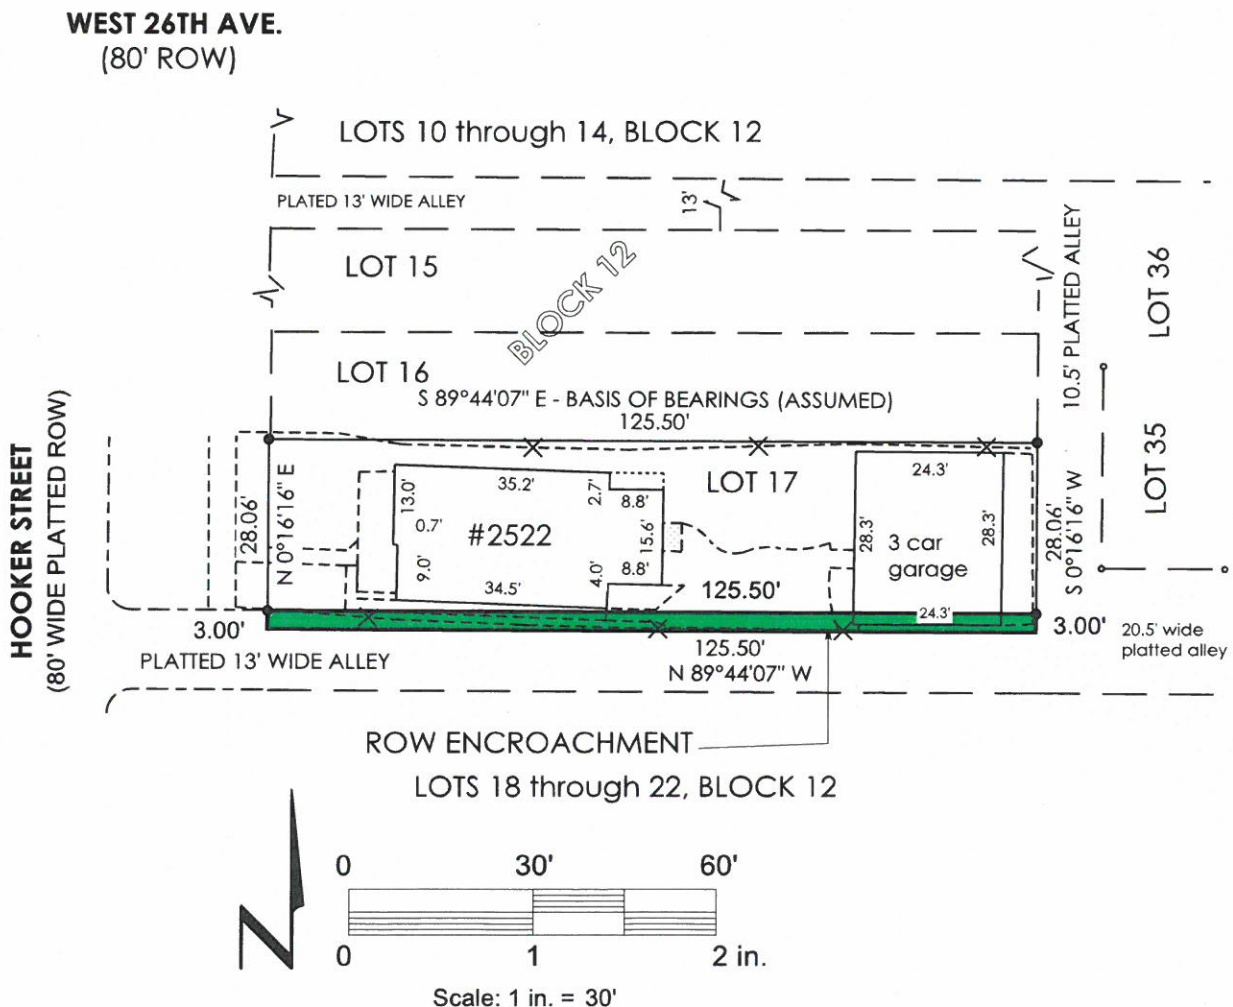 WEST 26TH AVE.
(80' ROW)
LOTS 10 through 14, BLOCK 12
PLATED 13' WIDE ALLEY
13'
LOT 15
BLOCK 12
10.5' PLATTED ALLEY
LOT 36
LOT 16
S 89°44'07" E - BASIS OF BEARINGS (ASSUMED)
125.50'
HOOKER STREET
(80' WIDE PLATTED ROW)
28.06'
N 0°16'16" E
13.0'
35.2'
2.7'
8.8'
LOT 17
24.3'
0.7'
#2522
15.6'
28.3'
3 car
garage
28.3'
28.06'
S 0°16'16" W
LOT 35
9.0'
34.5'
4.0'
8.8'
125.50'
24.3'
3.00'
3.00'
20.5' wide
platted alley
PLATTED 13' WIDE ALLEY
125.50'
N 89°44'07" W
ROW ENCROACHMENT
LOTS 18 through 22, BLOCK 12
0 30' 60'
0 1 2 in.
Scale: 1 in. = 30'